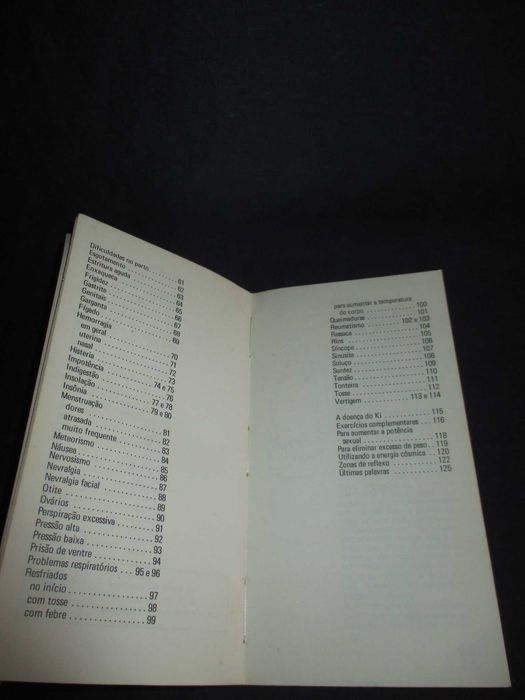 Dificuldades no parto . . . . . . 61
Esgotamento . . . . . . . . . . . 62
Estritura aguda . . . . . . . . . 63
Enxaqueca . . . . . . . . . . . . 64
Frigidez . . . . . . . . . . . . . 65
Gastrite . . . . . . . . . . . . . 66
Genitais . . . . . . . . . . . . . 67
Garganta . . . . . . . . . . . . . 68
Fígado . . . . . . . . . . . . . . 69
Hemorragia
em geral . . . . . . . . . . . . . 70
uterina . . . . . . . . . . . . . . 71
nasal . . . . . . . . . . . . . . . 72
Histeria . . . . . . . . . . . . . 73
Impotência . . . . . . . . 74 e 75
Indigestão . . . . . . . . . . . . 76
Insolação . . . . . . . . . 77 e 78
Insônia . . . . . . . . . . 79 e 80
Menstruação
dores . . . . . . . . . . . . . . . 81
atrasada . . . . . . . . . . . . . 82
muito frequente . . . . . . . . . 83
Meteorismo . . . . . . . . . . . . 84
Náusea . . . . . . . . . . . . . . 85
Nervosismo . . . . . . . . . . . . 86
Nevralgia . . . . . . . . . . . . . 87
Nevralgia facial . . . . . . . . . 88
Otite . . . . . . . . . . . . . . . 89
Ovários . . . . . . . . . . . . . . 90
Perspiração excessiva . . . . . . 91
Pressão alta . . . . . . . . . . . 92
Pressão baixa . . . . . . . . . . 93
Prisão de ventre . . . . . . . . . 94
Problemas respiratórios . . . 95 e 96
Resfriados
no início . . . . . . . . . . . . . 97
com tosse . . . . . . . . . . . . . 98
com febre . . . . . . . . . . . . . 99
para aumentar a temperatura
do corpo . . . . . . . . . . . . 100
Queimaduras . . . . . . . . . . . 101
Reumetismo . . . . . . . 102 e 103
Ressaca . . . . . . . . . . . . . 104
Rins . . . . . . . . . . . . . . . 105
Síncope . . . . . . . . . . . . . 106
Sinusite . . . . . . . . . . . . . 107
Soluço . . . . . . . . . . . . . . 108
Surdez . . . . . . . . . . . . . . 109
Tensão . . . . . . . . . . . . . . 110
Tonteira . . . . . . . . . . . . . 111
Tosse . . . . . . . . . . . . . . 112
Vertigem . . . . . . . . . 113 e 114
A doença do Ki . . . . . . . . . 115
Exercícios complementares . . . 116
Para aumentar a potência
sexual . . . . . . . . . . . . . . 118
Para eliminar excesso de peso . . 119
Utilizando a energia cósmica . . 120
Zonas de reflexo . . . . . . . . 122
Últimas palavras . . . . . . . . 125